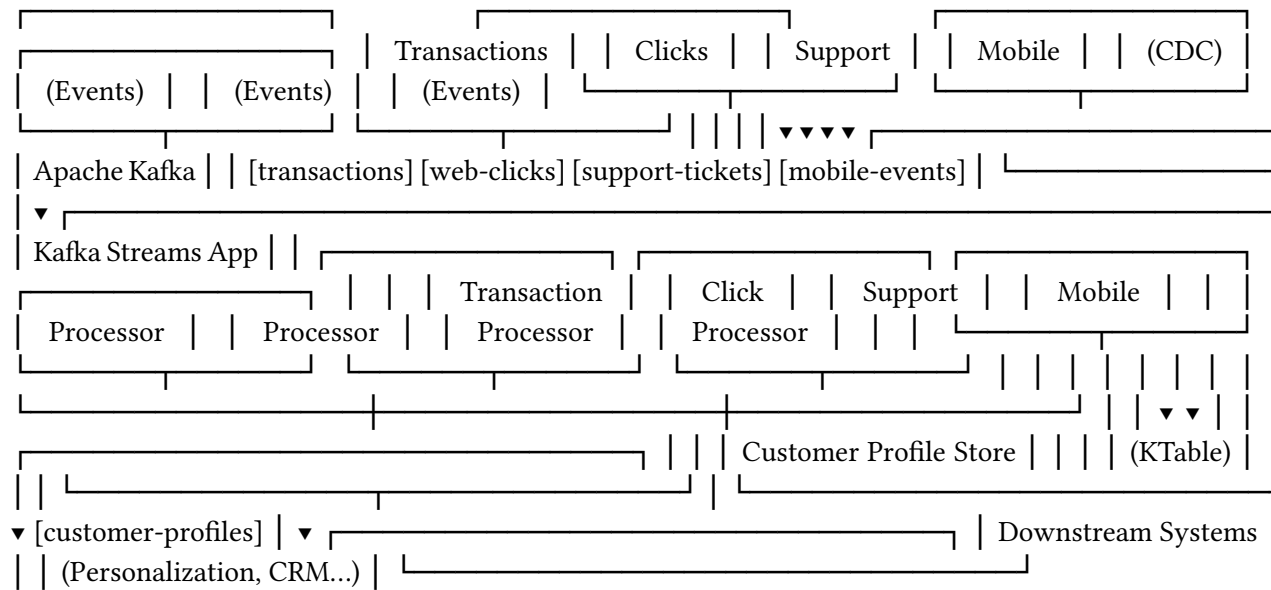 Transactions Clicks Support Mobile (CDC)
(Events) (Events) (Events)
Apache Kafka [transactions] [web-clicks] [support-tickets] [mobile-events]
Kafka Streams App
Transaction Click Support Mobile
Processor Processor Processor Processor
Customer Profile Store (KTable)
[customer-profiles] Downstream Systems
(Personalization, CRM...)